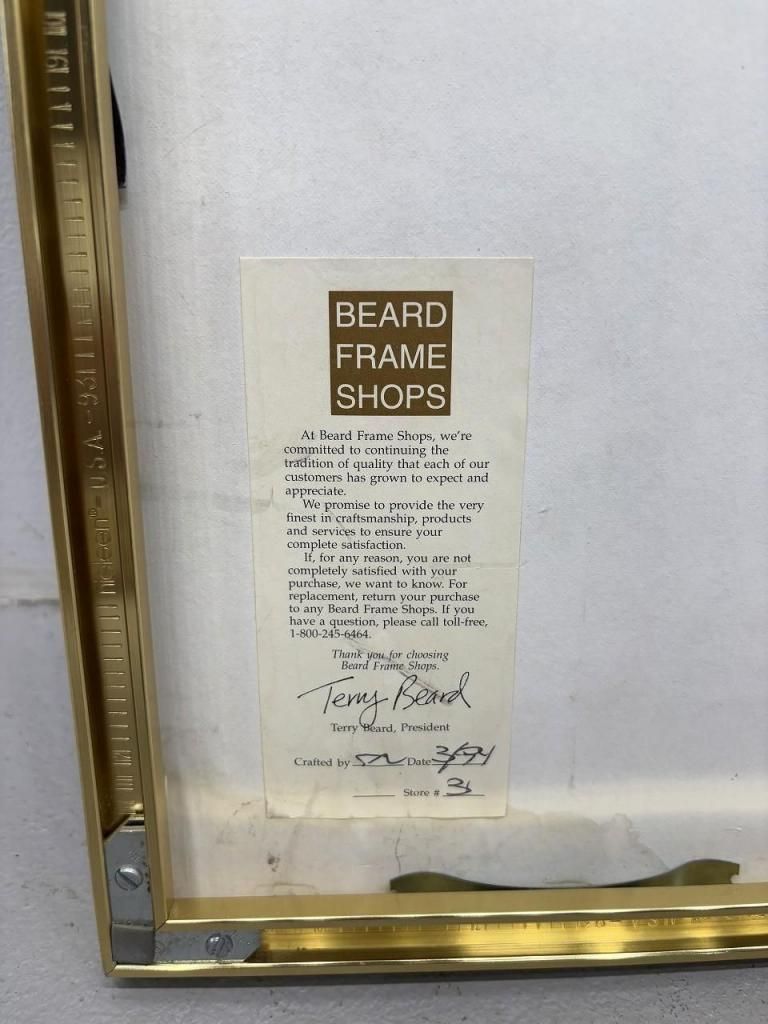 BEARD
FRAME
SHOPS
At Beard Frame Shops, we're
committed to continuing the
tradition of quality that each of our
customers has grown to expect and
appreciate.
We promise to provide the very
finest in craftsmanship, products
and services to ensure your
complete satisfaction.
If, for any reason, you are not
completely satisfied with your
purchase, we want to know. For
replacement, return your purchase
to any Beard Frame Shops. If you
have a question, please call toll-free,
1-800-245-6464.
Thank you for choosing
Beard Frame Shops.
Terry Beard
Terry Beard, President
Crafted by Date 3/94
Store # 31
nielsen® - U.S.A. - 931